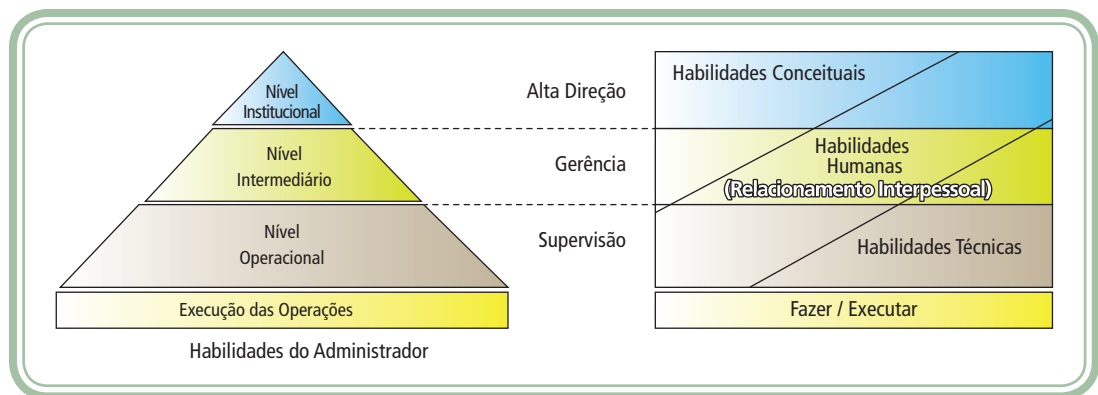 Nível
Institucional
Nível
Intermediário
Nível
Operacional
Execução das Operações
Habilidades do Administrador
Alta Direção
Gerência
Supervisão
Habilidades Conceituais
Habilidades
Humanas
(Relacionamento Interpessoal)
Habilidades Técnicas
Fazer / Executar